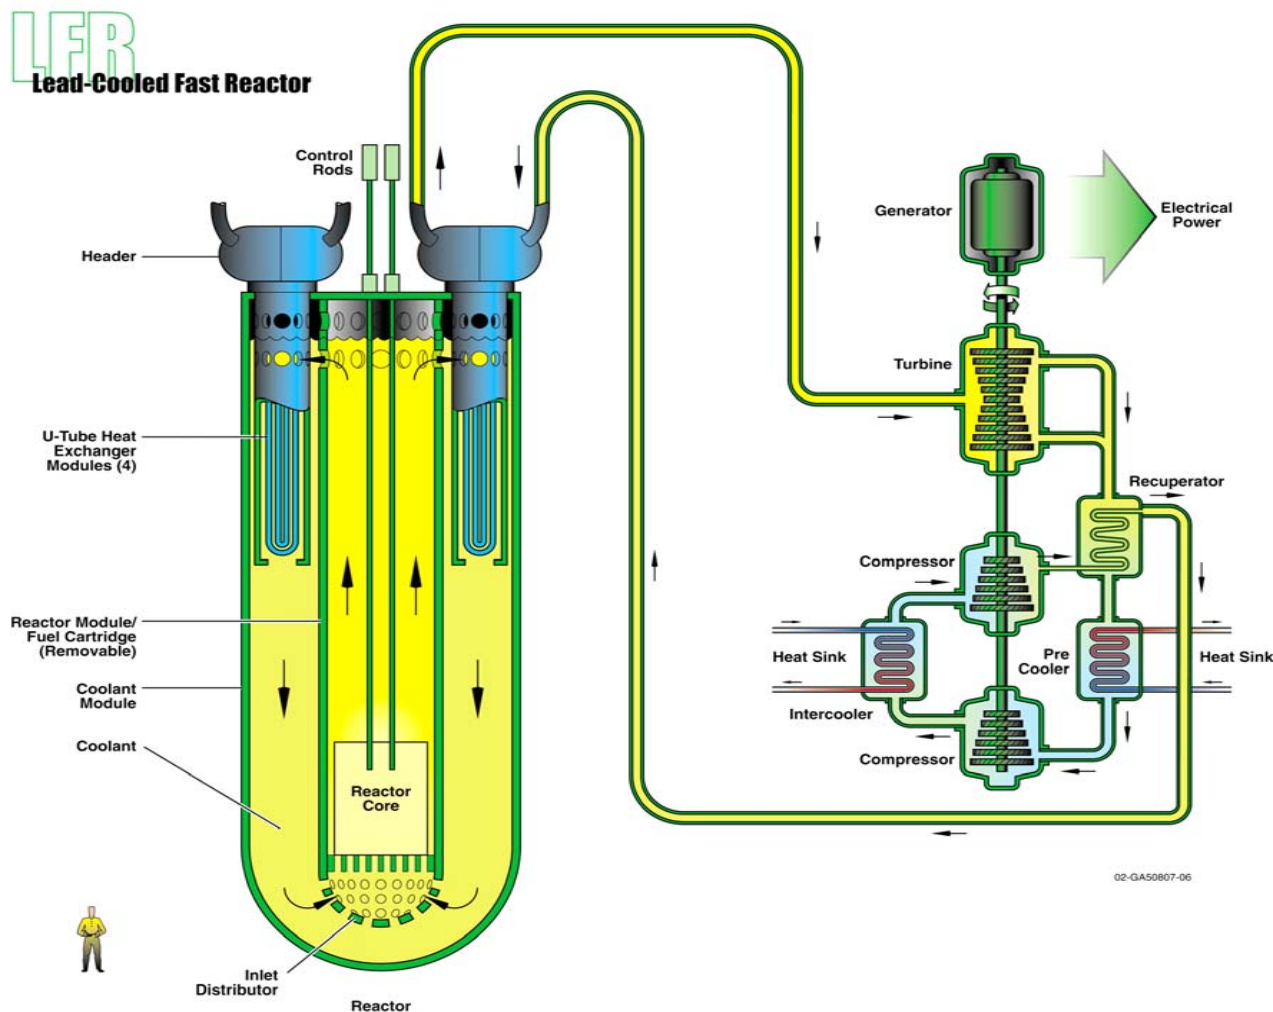 LFR
Lead-Cooled Fast Reactor
Control
Rods
Header
Generator
Electrical
Power
Turbine
U-Tube Heat
Exchanger
Modules (4)
Recuperator
Compressor
Reactor Module/
Fuel Cartridge
(Removable)
Heat Sink
Pre
Cooler
Heat Sink
Coolant
Module
Intercooler
Coolant
Compressor
Reactor
Core
02-GA50807-06
Inlet
Distributor
Reactor